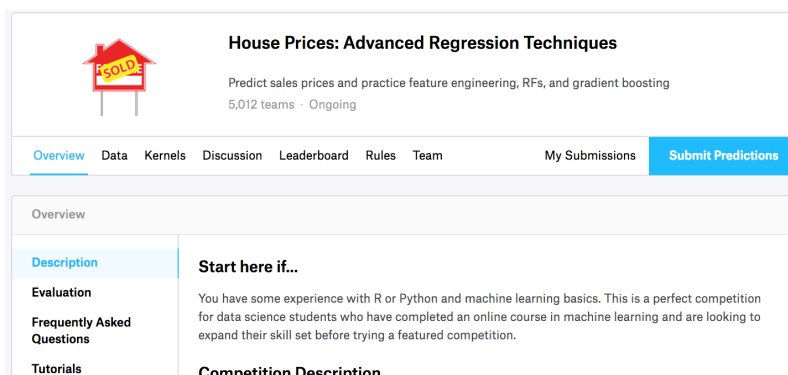 SOLD
House Prices: Advanced Regression Techniques
Predict sales prices and practice feature engineering, RFs, and gradient boosting
5,012 teams · Ongoing
Overview Data Kernels Discussion Leaderboard Rules Team My Submissions Submit Predictions
Overview
Description
Evaluation
Frequently Asked
Questions
Tutorials
Start here if...
You have some experience with R or Python and machine learning basics. This is a perfect competition
for data science students who have completed an online course in machine learning and are looking to
expand their skill set before trying a featured competition.
Competition Description